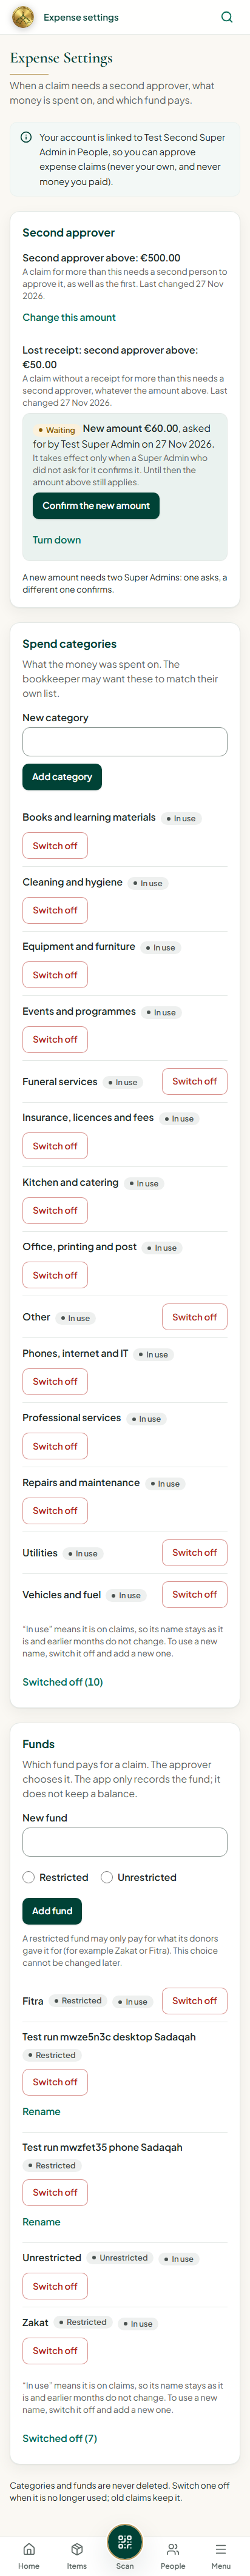 Expense settings
Expense Settings
When a claim needs a second approver, what
money is spent on, and which fund pays.
Your account is linked to Test Second Super
Admin in People, so you can approve
expense claims (never your own, and never
money you paid).
Second approver
Second approver above: €500.00
A claim for more than this needs a second person to
approve it, as well as the first. Last changed 27 Nov
2026.
Change this amount
Lost receipt: second approver above:
€50.00
A claim without a receipt for more than this needs a
second approver, whatever the amount above. Last
changed 27 Nov 2026.
Waiting New amount €60.00, asked
for by Test Super Admin on 27 Nov 2026.
It takes effect only when a Super Admin who
did not ask for it confirms it. Until then the
amount above still applies.
Confirm the new amount
Turn down
A new amount needs two Super Admins: one asks, a
different one confirms.
Spend categories
What the money was spent on. The
bookkeeper may want these to match their
own list.
New category
Add category
Books and learning materials In use
Switch off
Cleaning and hygiene In use
Switch off
Equipment and furniture In use
Switch off
Events and programmes In use
Switch off
Funeral services In use Switch off
Insurance, licences and fees In use
Switch off
Kitchen and catering In use
Switch off
Office, printing and post In use
Switch off
Other In use Switch off
Phones, internet and IT In use
Switch off
Professional services In use
Switch off
Repairs and maintenance In use
Switch off
Utilities In use Switch off
Vehicles and fuel In use Switch off
"In use" means it is on claims, so its name stays as it
is and earlier months do not change. To use a new
name, switch it off and add a new one.
Switched off (10)
Funds
Which fund pays for a claim. The approver
chooses it. The app only records the fund; it
does not keep a balance.
New fund
Restricted Unrestricted
Add fund
A restricted fund may only pay for what its donors
gave it for (for example Zakat or Fitra). This choice
cannot be changed later.
Fitra Restricted In use Switch off
Test run mwze5n3c desktop Sadaqah
Restricted
Switch off
Rename
Test run mwzfet35 phone Sadaqah
Restricted
Switch off
Rename
Unrestricted Unrestricted In use
Switch off
Zakat Restricted In use
Switch off
"In use" means it is on claims, so its name stays as it
is and earlier months do not change. To use a new
name, switch it off and add a new one.
Switched off (7)
Categories and funds are never deleted. Switch one off
when it is no longer used; old claims keep it.
Home Items Scan People Menu